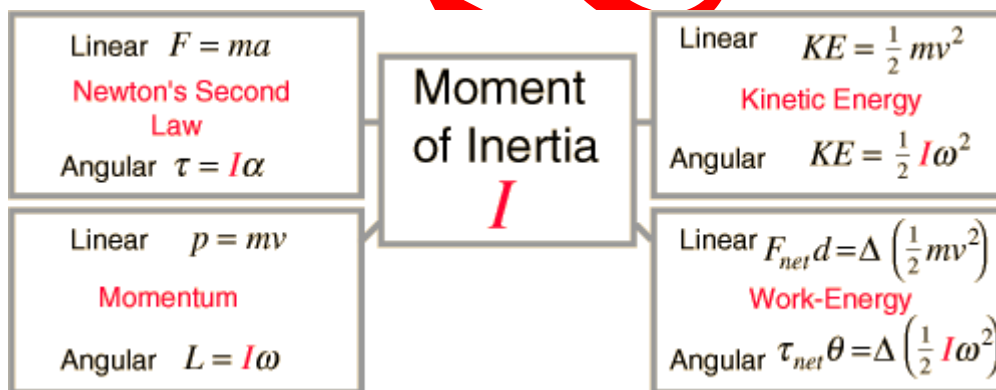 Linear F = ma
Newton's Second
Law
Angular τ = Iα
Linear p = mv
Momentum
Angular L = Iω
Moment
of Inertia
I
Linear KE = ½ mv²
Kinetic Energy
Angular KE = ½ Iω²
Linear F_net d = Δ (½ mv²)
Work-Energy
Angular τ_net θ = Δ (½ Iω²)